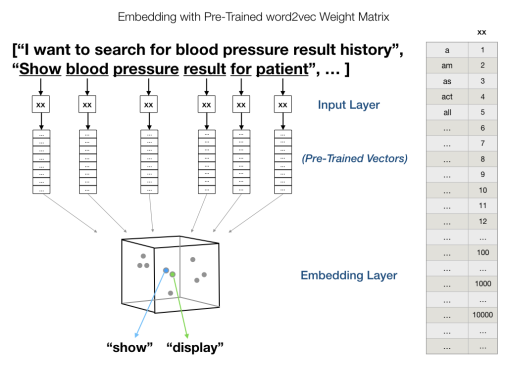 Embedding with Pre-Trained word2vec Weight Matrix
["I want to search for blood pressure result history",
"Show blood pressure result for patient", ... ]
xx xx xx xx xx xx
Input Layer
... ... ... ... ... ...
... ... ... ... ... ...
... ... ... ... ... ...
... ... ... ... ... ...
... ... ... ... ... ...
... ... ... ... ... ...
... ... ... ... ... ...
... ... ... ... ... ...
(Pre-Trained Vectors)
Embedding Layer
"show" "display"
xx
a 1
am 2
as 3
act 4
all 5
... 6
... 7
... 8
... 9
... 10
... 11
... 12
... ...
... 100
... ...
... 1000
... ...
... 10000
... ...
... ...